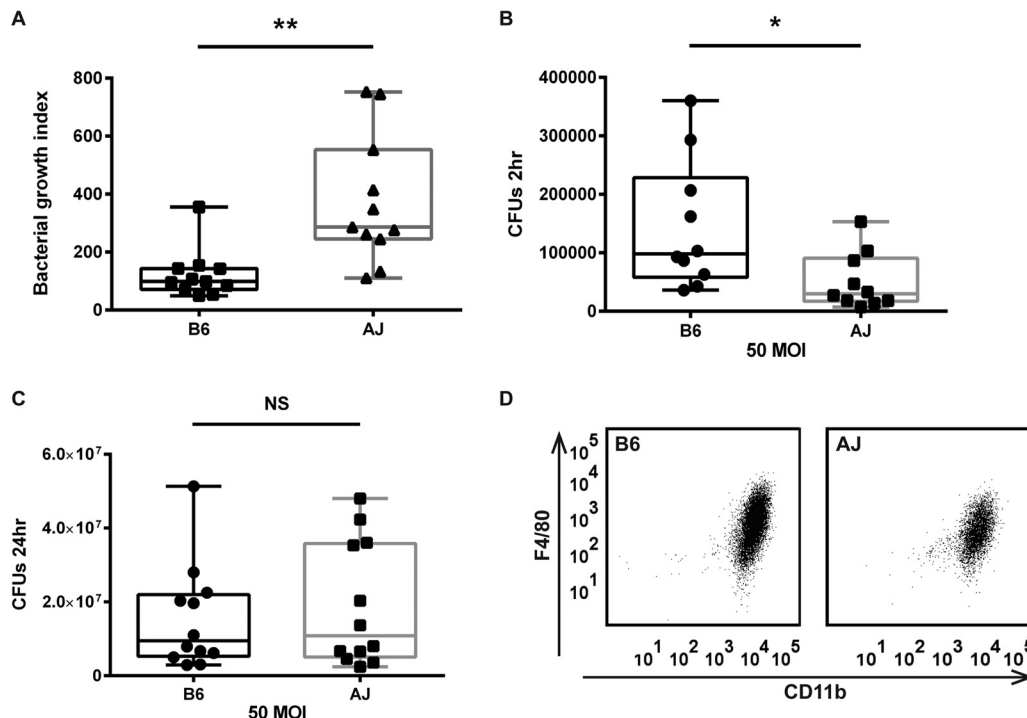 A
**
Bacterial growth index
800
600
400
200
0
B6 AJ
B
*
CFUs 2hr
400000
300000
200000
100000
0
B6 AJ
50 MOI
C
NS
CFUs 24hr
6.0×10⁷
4.0×10⁷
2.0×10⁷
0
B6 AJ
50 MOI
D
F4/80
10⁵
10⁴
10³
10²
10¹
B6
AJ
10¹ 10² 10³ 10⁴ 10⁵ 10¹ 10² 10³ 10⁴ 10⁵
CD11b